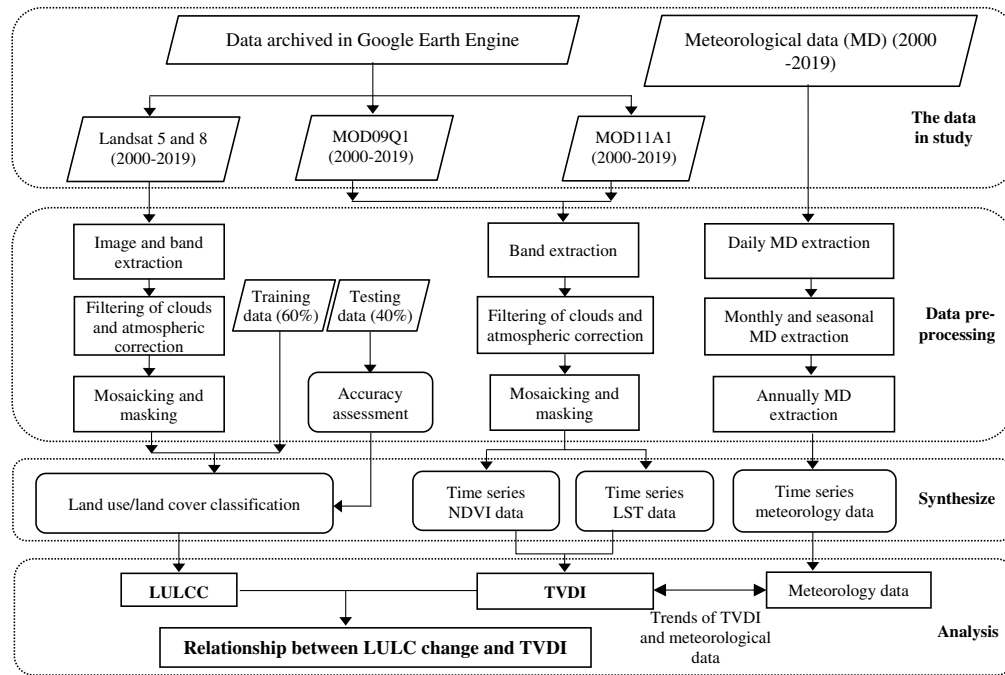 Data archived in Google Earth Engine
Meteorological data (MD) (2000
-2019)
Landsat 5 and 8
(2000-2019)
MOD09Q1
(2000-2019)
MOD11A1
(2000-2019)
The data
in study
Image and band
extraction
Band extraction
Daily MD extraction
Training
data (60%)
Testing
data (40%)
Filtering of clouds
and atmospheric
correction
Filtering of clouds and
atmospheric correction
Monthly and seasonal
MD extraction
Data pre-
processing
Mosaicking and
masking
Accuracy
assessment
Mosaicking and
masking
Annually MD
extraction
Land use/land cover classification
Time series
NDVI data
Time series
LST data
Time series
meteorology data
Synthesize
LULCC
TVDI
Meteorology data
Trends of TVDI
and meteorological
data
Relationship between LULC change and TVDI
Analysis